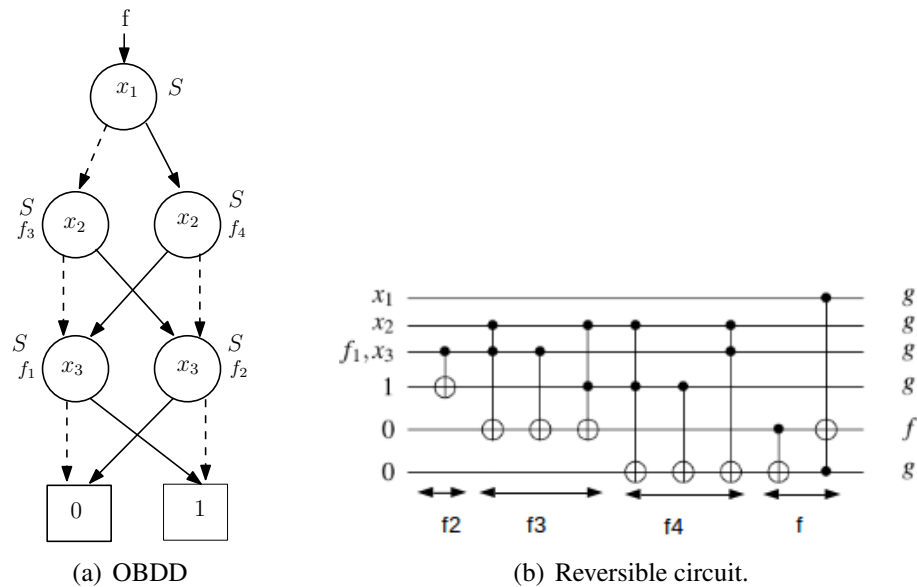 f
x₁ S
S S
f₃ x₂ x₂ f₄
S S
f₁ x₃ x₃ f₂
0 1
(a) OBDD
x₁ g
x₂ g
f₁, x₃ g
1 g
0 f
0 g
f2 f3 f4 f
(b) Reversible circuit.